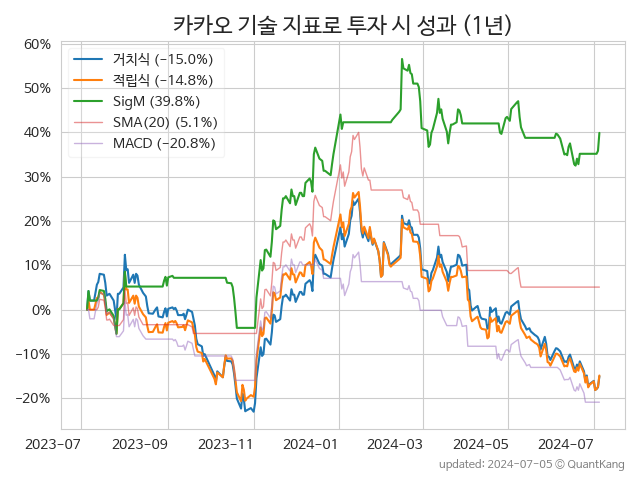 카카오 기술 지표로 투자 시 성과 (1년)
60%
50%
40%
30%
20%
10%
0%
−10%
−20%
거치식 (−15.0%)
적립식 (−14.8%)
SigM (39.8%)
SMA(20) (5.1%)
MACD (−20.8%)
2023-07
2023-09
2023-11
2024-01
2024-03
2024-05
2024-07
updated: 2024-07-05 © QuantKang